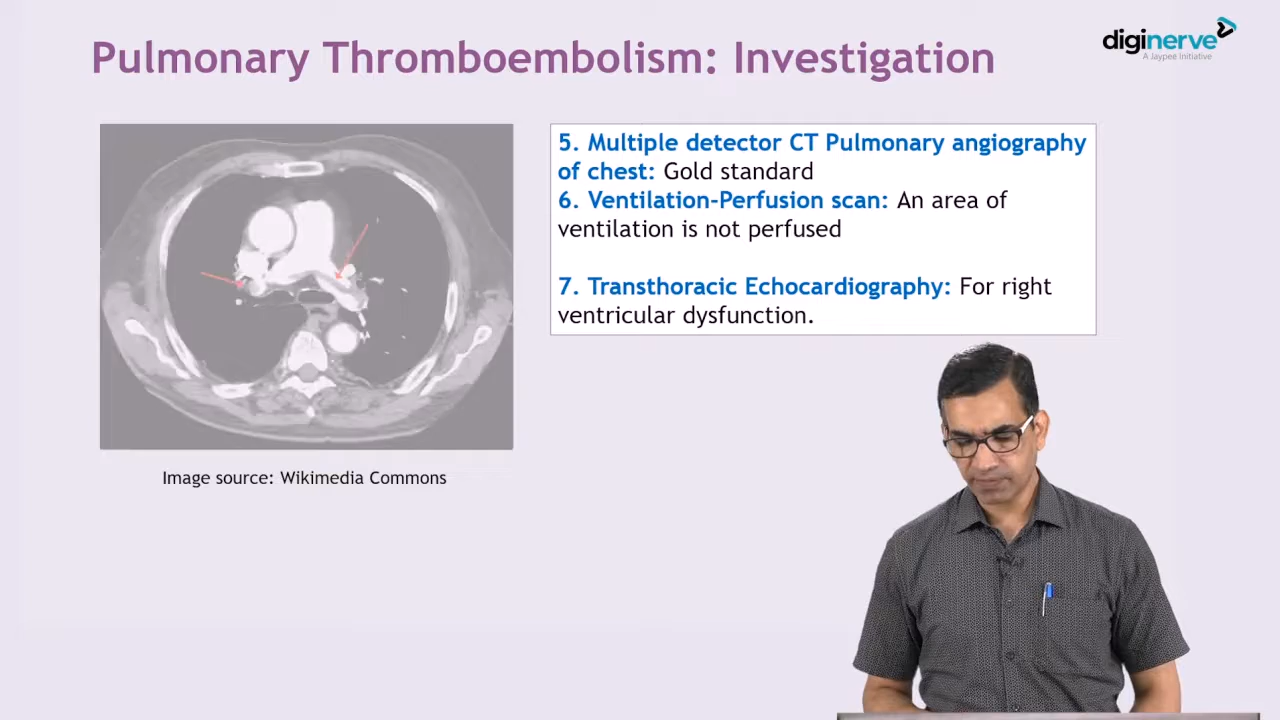 Pulmonary Thromboembolism: Investigation
diginerve
A Jaypee Initiative
5. Multiple detector CT Pulmonary angiography
of chest: Gold standard
6. Ventilation-Perfusion scan: An area of
ventilation is not perfused
7. Transthoracic Echocardiography: For right
ventricular dysfunction.
Image source: Wikimedia Commons